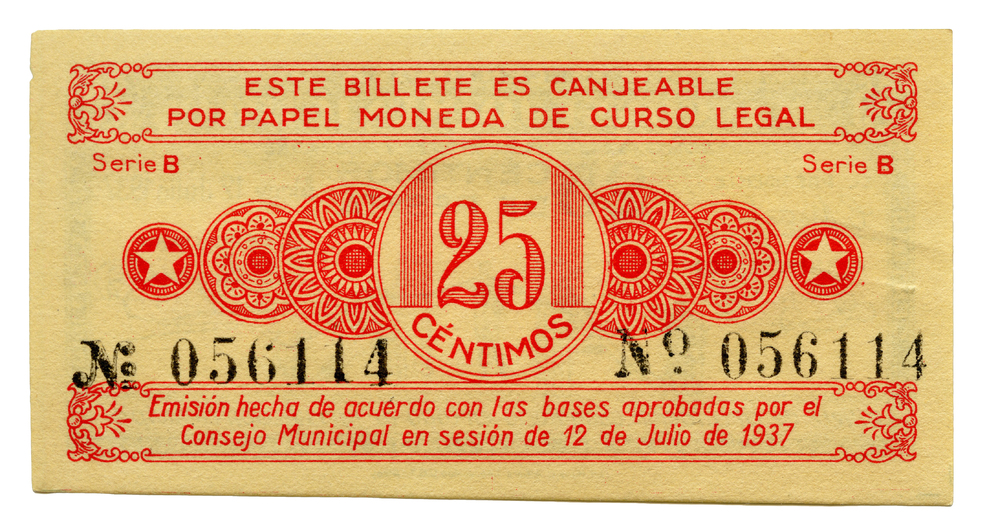 ESTE BILLETE ES CANJEABLE
POR PAPEL MONEDA DE CURSO LEGAL
Serie B
Serie B
25
CÉNTIMOS
Nº 056114
Nº 056114
Emisión hecha de acuerdo con las bases aprobadas por el
Consejo Municipal en sesión de 12 de Julio de 1937